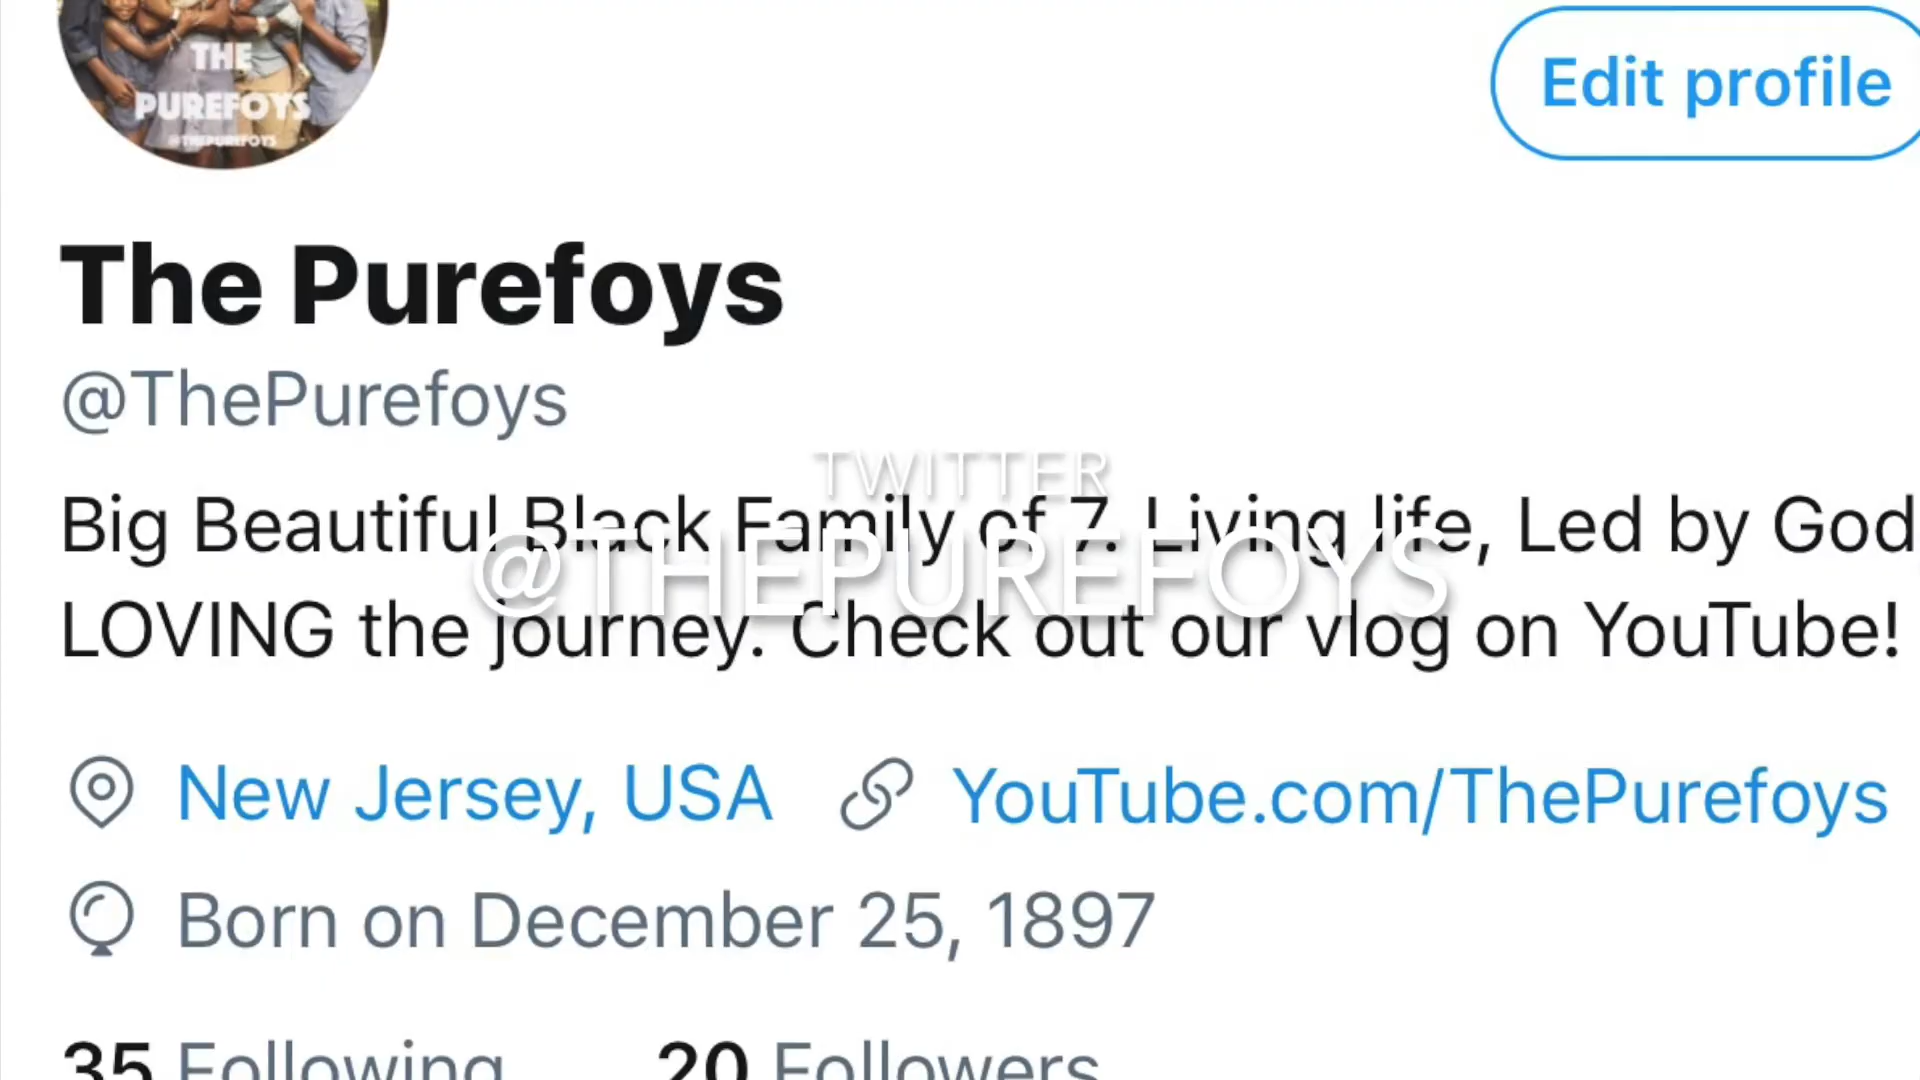 THE
PUREFOYS
@THEPUREFOYS
Edit profile
The Purefoys
@ThePurefoys
TWITTER
Big Beautiful Black Family of 7. Living life, Led by God,
@THEPUREFOYS
LOVING the journey. Check out our vlog on YouTube!
New Jersey, USA
YouTube.com/ThePurefoys
Born on December 25, 1897
35 Following
20 Followers